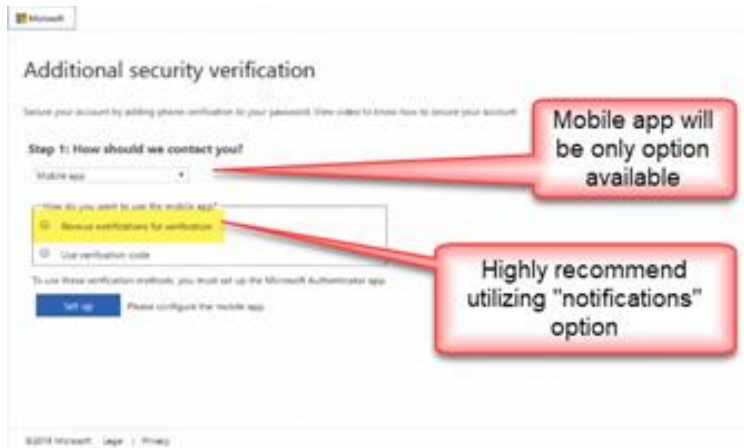 Microsoft
Additional security verification
Secure your account by adding phone verification to your password. View video to know how to secure your account
Step 1: How should we contact you?
Mobile app
How do you want to use the mobile app?
Receive notifications for verification
Use verification code
To use these verification methods, you must set up the Microsoft Authenticator app.
Set up
Please configure the mobile app.
Mobile app will
be only option
available
Highly recommend
utilizing "notifications"
option
Microsoft Legal | Privacy